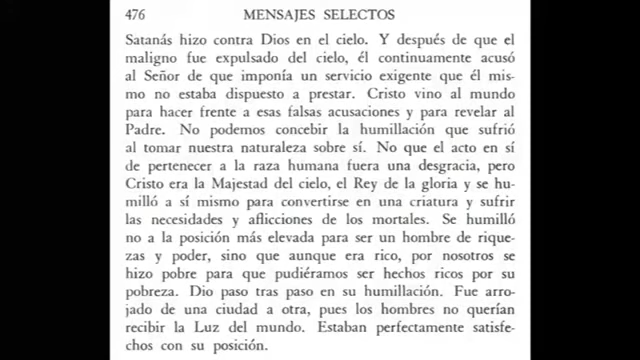 476 MENSAJES SELECTOS
Satanás hizo contra Dios en el cielo. Y después de que el
maligno fue expulsado del cielo, él continuamente acusó
al Señor de que imponía un servicio exigente que él mis-
mo no estaba dispuesto a prestar. Cristo vino al mundo
para hacer frente a esas falsas acusaciones y para revelar al
Padre. No podemos concebir la humillación que sufrió
al tomar nuestra naturaleza sobre sí. No que el acto en sí
de pertenecer a la raza humana fuera una desgracia, pero
Cristo era la Majestad del cielo, el Rey de la gloria y se hu-
milló a sí mismo para convertirse en una criatura y sufrir
las necesidades y aflicciones de los mortales. Se humilló
no a la posición más elevada para ser un hombre de rique-
zas y poder, sino que aunque era rico, por nosotros se
hizo pobre para que pudiéramos ser hechos ricos por su
pobreza. Dio paso tras paso en su humillación. Fue arro-
jado de una ciudad a otra, pues los hombres no querían
recibir la Luz del mundo. Estaban perfectamente satisfe-
chos con su posición.